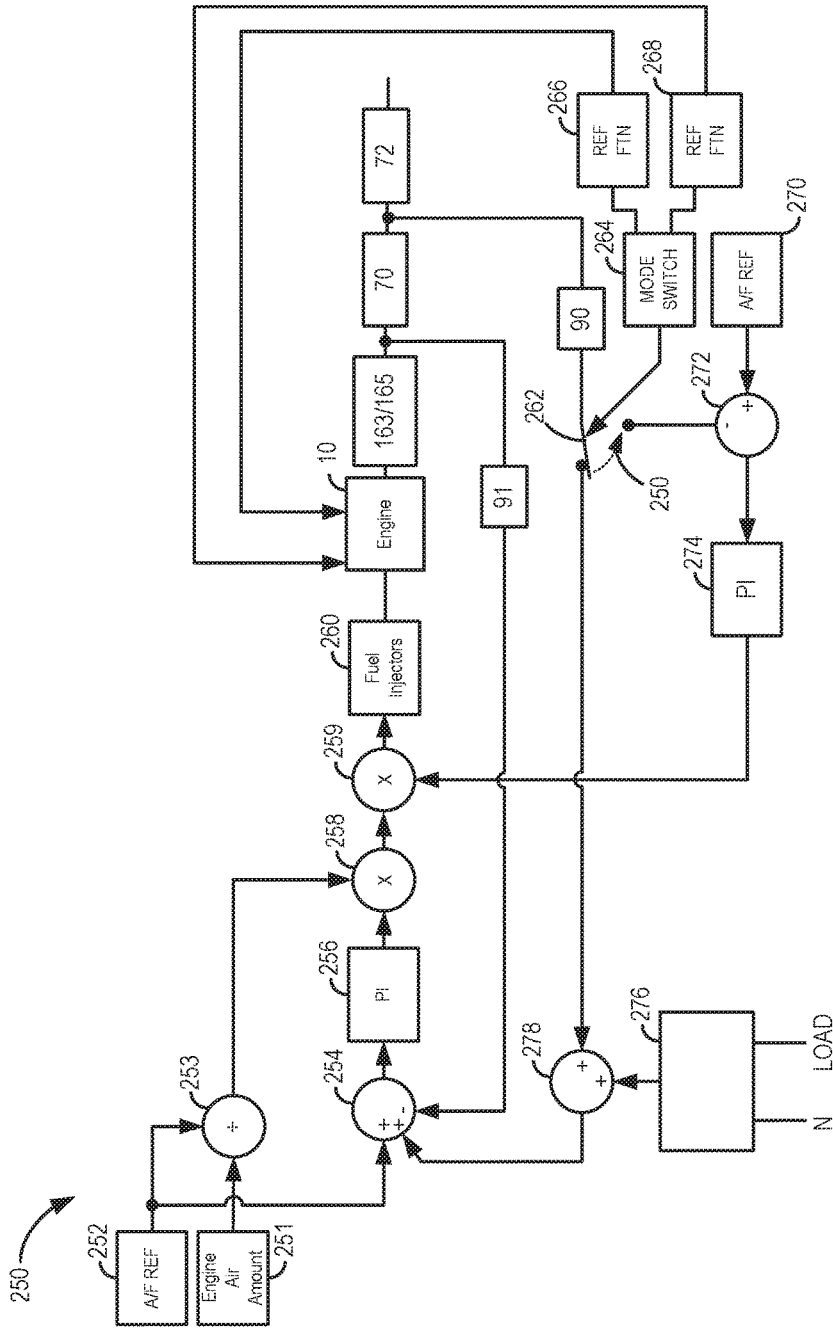 250
252
A/F REF
251
Engine
Air
Amount
253
÷
254
+
+
-
256
PI
258
X
259
X
260
Fuel
Injectors
10
Engine
163/165
70
72
91
90
262
250
264
MODE
SWITCH
266
REF
FTN
268
REF
FTN
270
A/F REF
272
+
-
274
PI
276
278
+
+
N
LOAD